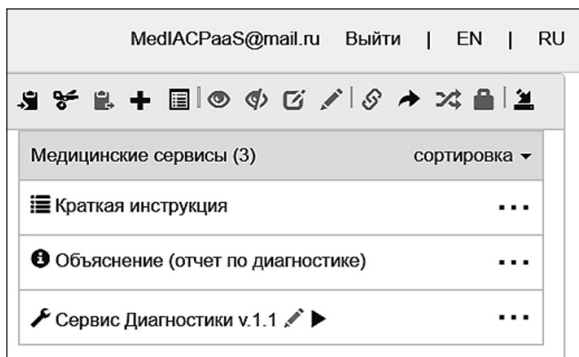 MedIACPaaS@mail.ru Выйти | EN | RU
Медицинские сервисы (3) сортировка
Краткая инструкция
Объяснение (отчет по диагностике)
Сервис Диагностики v.1.1